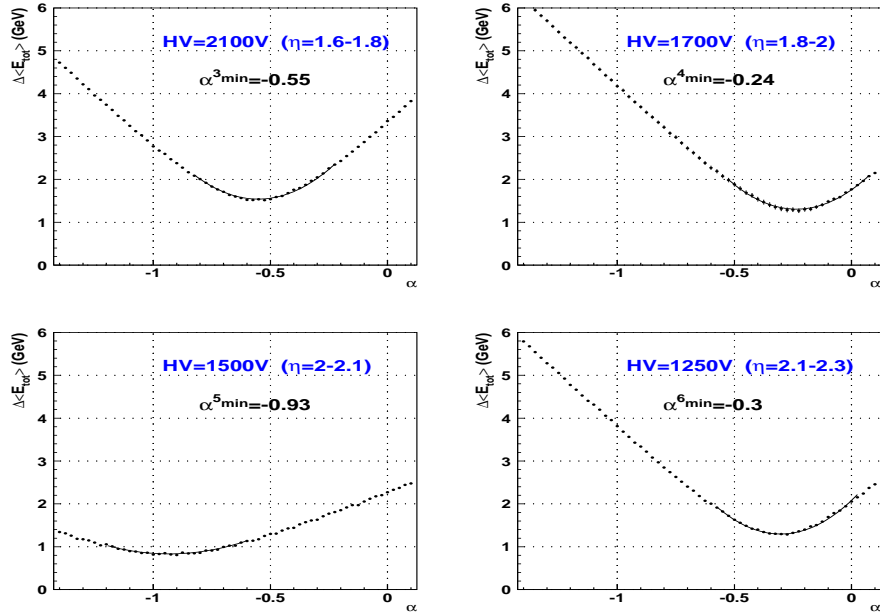 Δ<E_tot> (GeV)
HV=2100V (η=1.6-1.8)
α³min=-0.55
6
5
4
3
2
1
0
-1 -0.5 0
α
Δ<E_tot> (GeV)
HV=1700V (η=1.8-2)
α⁴min=-0.24
6
5
4
3
2
1
0
-1 -0.5 0
α
Δ<E_tot> (GeV)
HV=1500V (η=2-2.1)
α⁵min=-0.93
6
5
4
3
2
1
0
-1 -0.5 0
α
Δ<E_tot> (GeV)
HV=1250V (η=2.1-2.3)
α⁶min=-0.3
6
5
4
3
2
1
0
-1 -0.5 0
α